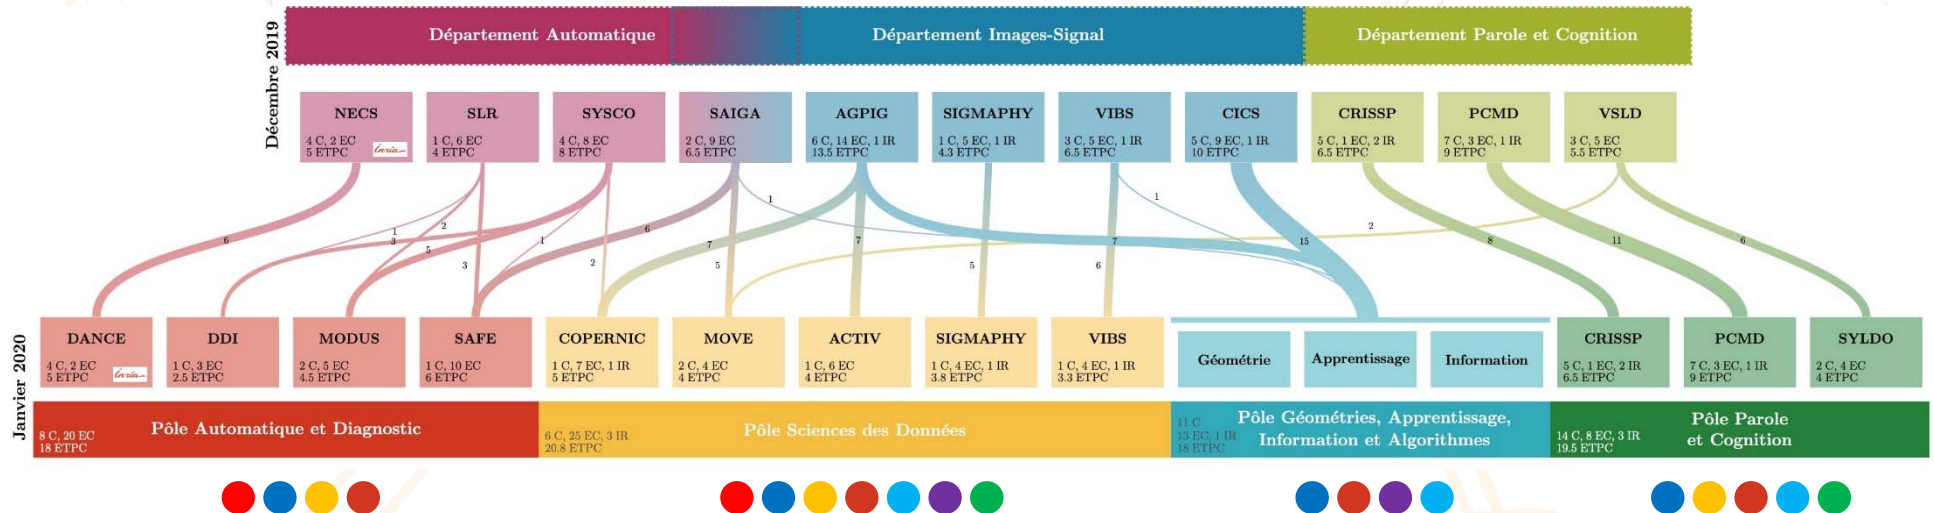 Décembre 2019
Département Automatique
Département Images-Signal
Département Parole et Cognition
NECS
4 C, 2 EC
5 ETPC
Inria
SLR
1 C, 6 EC
4 ETPC
SYSCO
4 C, 8 EC
8 ETPC
SAIGA
2 C, 9 EC
6.5 ETPC
AGPIG
6 C, 14 EC, 1 IR
13.5 ETPC
SIGMAPHY
1 C, 5 EC, 1 IR
4.3 ETPC
VIBS
3 C, 5 EC, 1 IR
6.5 ETPC
CICS
5 C, 9 EC, 1 IR
10 ETPC
CRISSP
5 C, 1 EC, 2 IR
6.5 ETPC
PCMD
7 C, 3 EC, 1 IR
9 ETPC
VSLD
3 C, 5 EC
5.5 ETPC
1
1
2
2
1
6
1
3
5
1
6
7
7
7
15
8
11
6
3
2
5
5
6
Janvier 2020
DANCE
4 C, 2 EC
5 ETPC
Inria
DDI
1 C, 3 EC
2.5 ETPC
MODUS
2 C, 5 EC
4.5 ETPC
SAFE
1 C, 10 EC
6 ETPC
COPERNIC
1 C, 7 EC, 1 IR
5 ETPC
MOVE
2 C, 4 EC
4 ETPC
ACTIV
1 C, 6 EC
4 ETPC
SIGMAPHY
1 C, 4 EC, 1 IR
3.8 ETPC
VIBS
1 C, 4 EC, 1 IR
3.3 ETPC
Géométrie
Apprentissage
Information
CRISSP
5 C, 1 EC, 2 IR
6.5 ETPC
PCMD
7 C, 3 EC, 1 IR
9 ETPC
SYLDO
2 C, 4 EC
4 ETPC
8 C, 20 EC
18 ETPC
Pôle Automatique et Diagnostic
6 C, 25 EC, 3 IR
20.8 ETPC
Pôle Sciences des Données
11 C
13 EC, 1 IR
18 ETPC
Pôle Géométries, Apprentissage,
Information et Algorithmes
14 C, 8 EC, 3 IR
19.5 ETPC
Pôle Parole
et Cognition